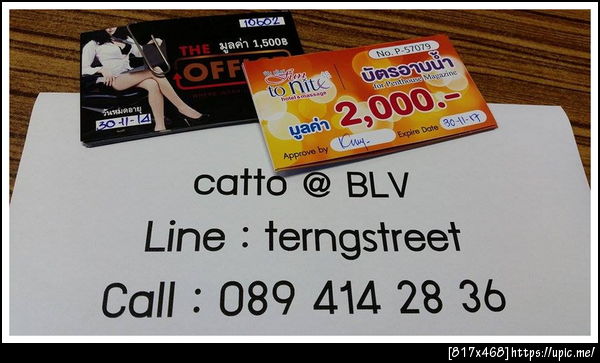 10502
THE
มูลค่า 1,500฿
OFFI
วันหมดอายุ
30-11-14
No. P-57079
to nite
hotel & massage
บัตรอาบน้ำ
for Penthouse Magazine
มูลค่า 2,000.-
Approve by
Expire Date 30-11-14
catto @ BLV
Line : terngstreet
Call : 089 414 28 36
[817x468]https://upic.me/